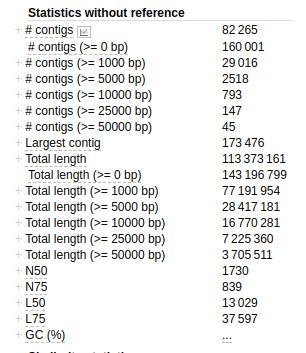 Statistics without reference
# contigs 82 265
# contigs (>= 0 bp) 160 001
# contigs (>= 1000 bp) 29 016
# contigs (>= 5000 bp) 2518
# contigs (>= 10000 bp) 793
# contigs (>= 25000 bp) 147
# contigs (>= 50000 bp) 45
Largest contig 173 476
Total length 113 373 161
Total length (>= 0 bp) 143 196 799
Total length (>= 1000 bp) 77 191 954
Total length (>= 5000 bp) 28 417 181
Total length (>= 10000 bp) 16 770 281
Total length (>= 25000 bp) 7 225 360
Total length (>= 50000 bp) 3 705 511
N50 1730
N75 839
L50 13 029
L75 37 597
GC (%) ...